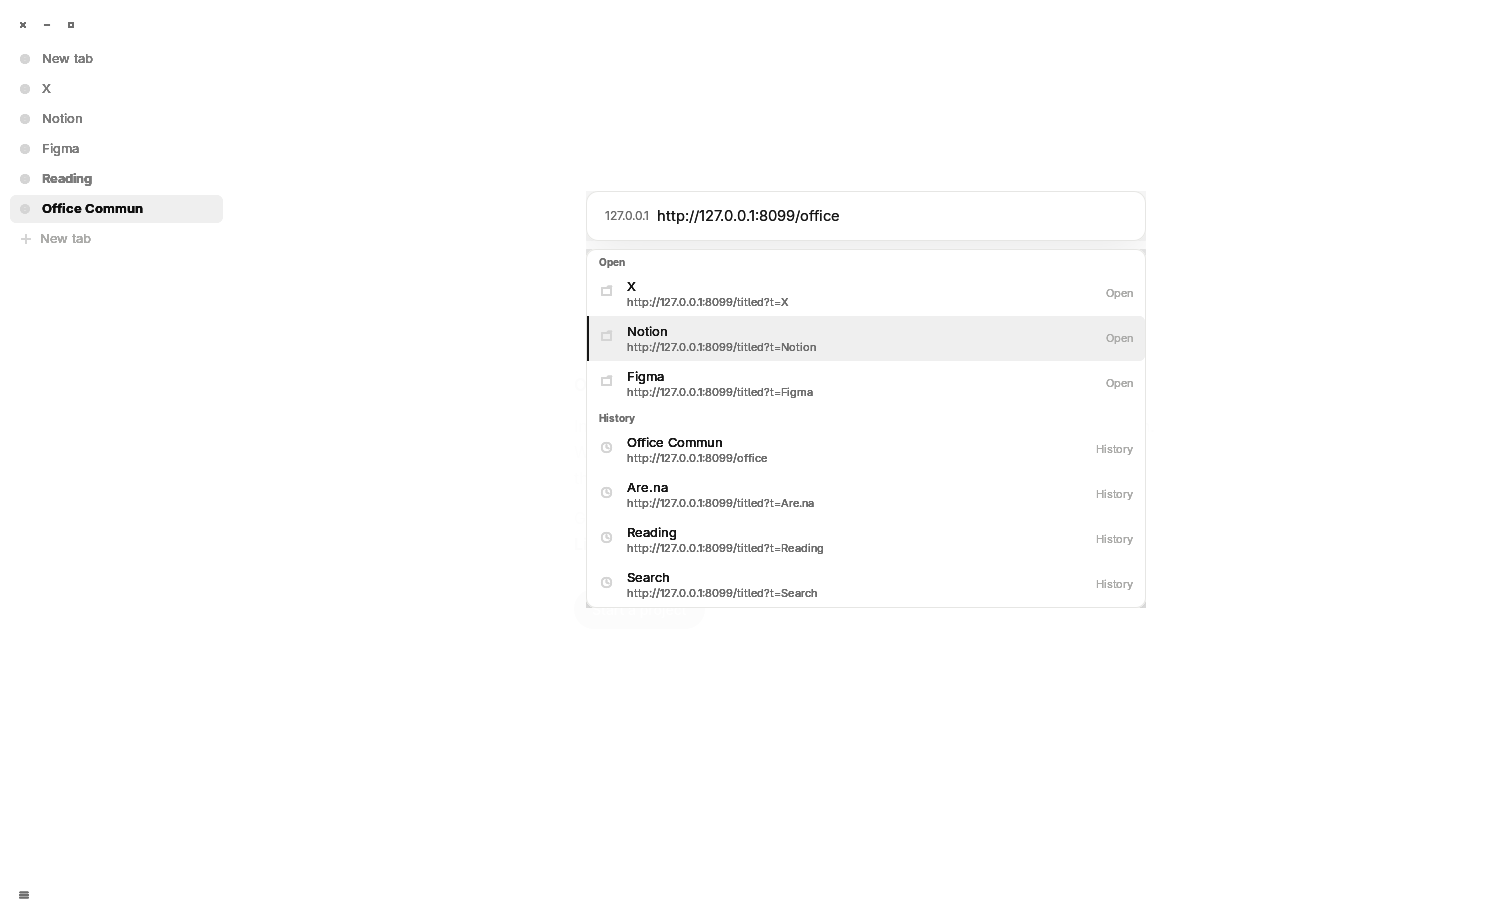 New tab
X
Notion
Figma
Reading
Office Commun
New tab
127.0.0.1 http://127.0.0.1:8099/office
Open
X
http://127.0.0.1:8099/titled?t=X
Open
Notion
http://127.0.0.1:8099/titled?t=Notion
Open
Figma
http://127.0.0.1:8099/titled?t=Figma
Open
History
Office Commun
http://127.0.0.1:8099/office
History
Are.na
http://127.0.0.1:8099/titled?t=Are.na
History
Reading
http://127.0.0.1:8099/titled?t=Reading
History
Search
http://127.0.0.1:8099/titled?t=Search
History